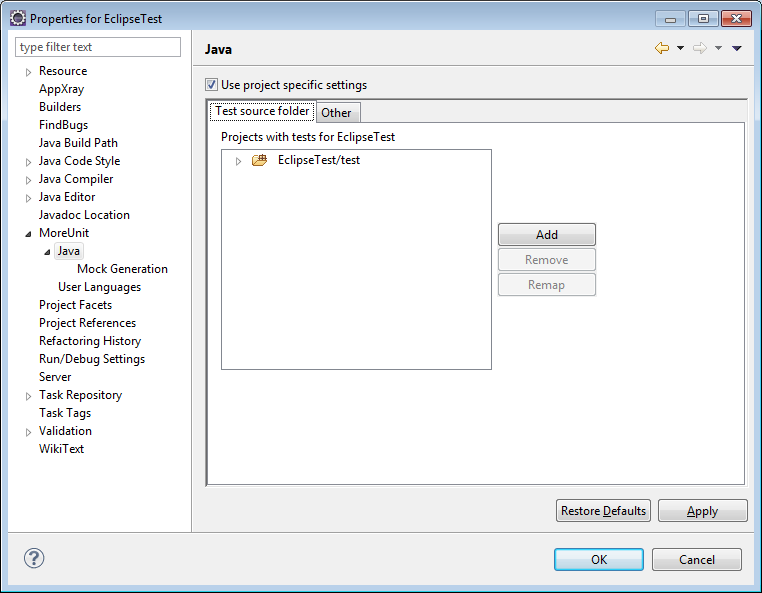 Properties for EclipseTest
type filter text
Resource
AppXray
Builders
FindBugs
Java Build Path
Java Code Style
Java Compiler
Java Editor
Javadoc Location
MoreUnit
Java
Mock Generation
User Languages
Project Facets
Project References
Refactoring History
Run/Debug Settings
Server
Task Repository
Task Tags
Validation
WikiText
Java
Use project specific settings
Test source folder
Other
Projects with tests for EclipseTest
EclipseTest/test
Add
Remove
Remap
Restore Defaults
Apply
?
OK
Cancel